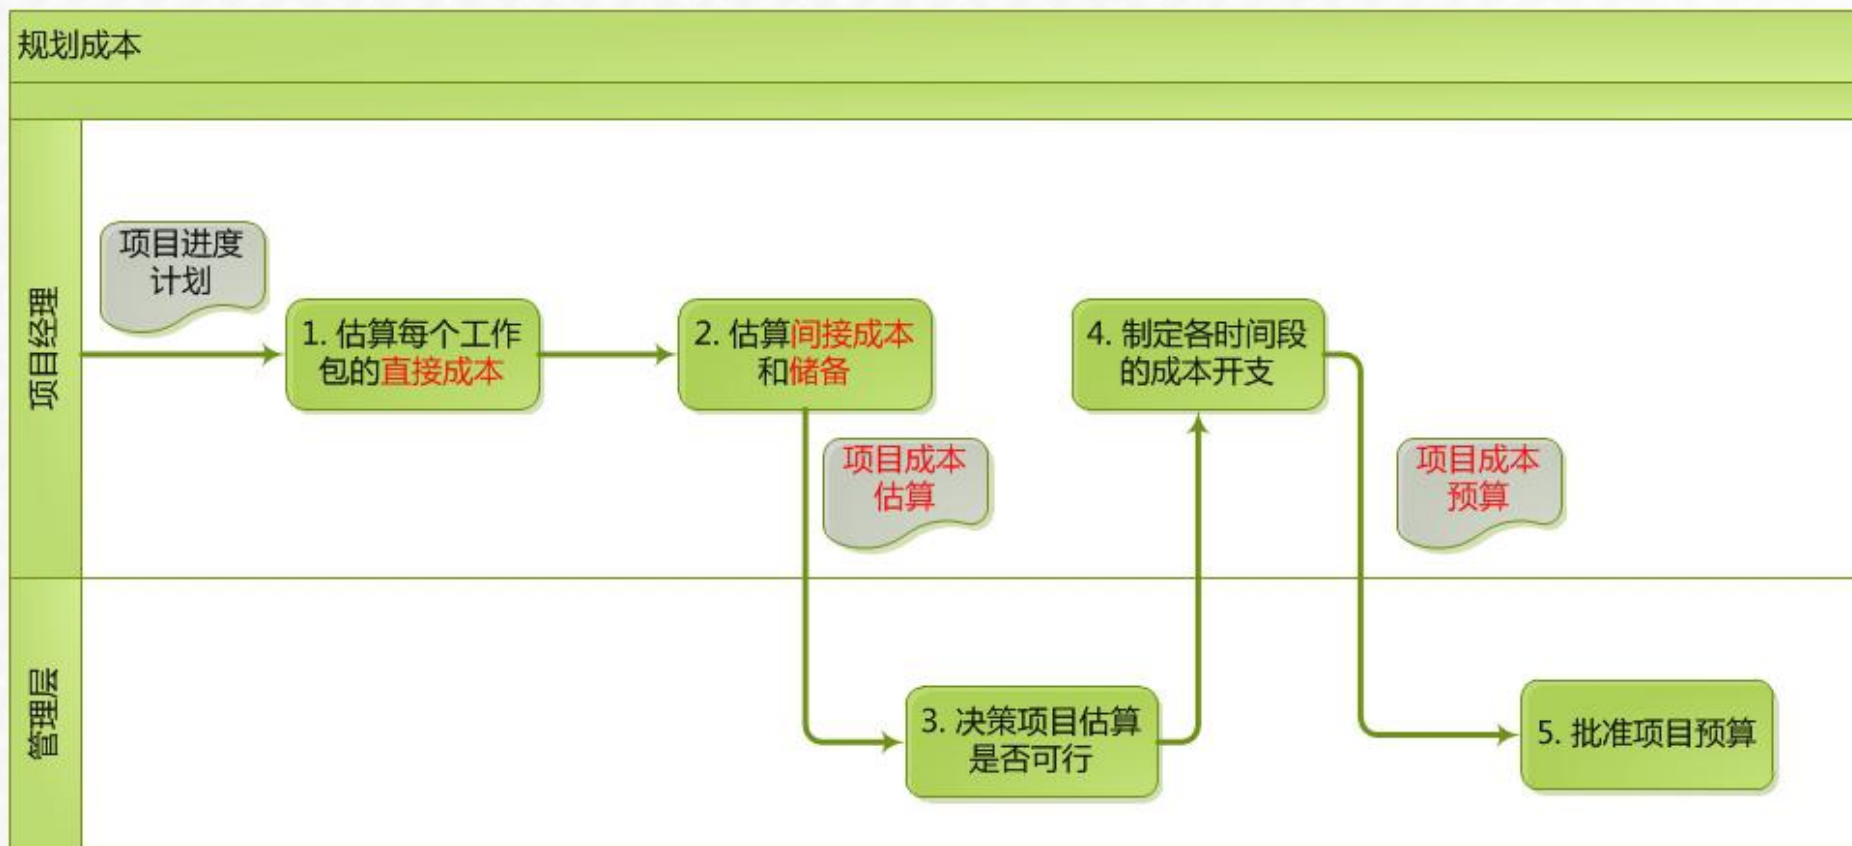 规划成本
项目经理
项目进度
计划
1. 估算每个工作
包的直接成本
2. 估算间接成本
和储备
项目成本
估算
4. 制定各时间段
的成本开支
项目成本
预算
管理层
3. 决策项目估算
是否可行
5. 批准项目预算